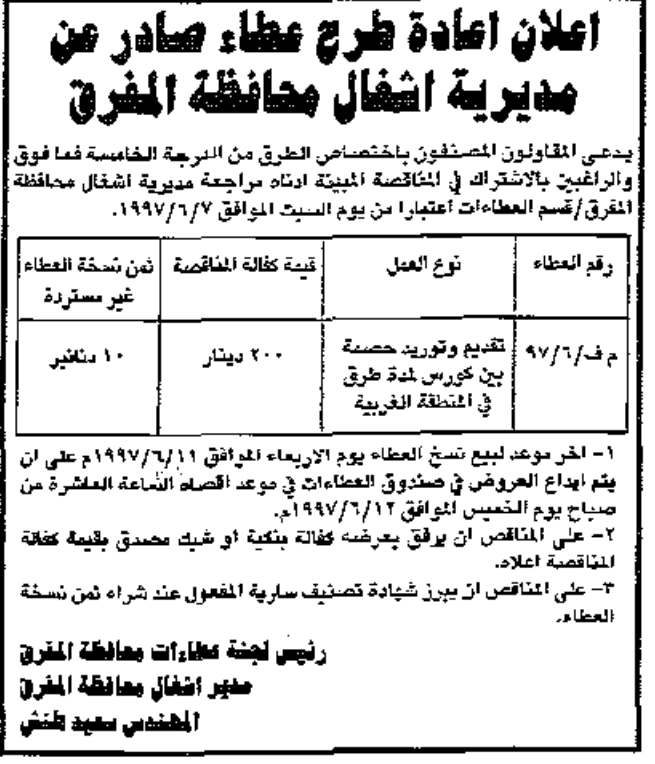 اعلان اعادة طرح عطاء صادر عن
مديرية اشغال محافظة المفرق
يدعى المقاولون المصنفون باختصاص الطرق من الدرجة الخامسة فما فوق
والراغبين بالاشتراك في المناقصة المبينة ادناه مراجعة مديرية اشغال محافظة
المفرق/قسم العطاءات اعتبارا من يوم السبت الموافق ١٩٩٧/٦/٧.
رقم العطاء
نوع العمل
قيمة كفالة المناقصة
ثمن نسخة العطاء
غير مستردة
م ف/٩٧/٦
تقديم وتوريد حصمة
بين كورس لمدة طرق
في المنطقة الغربية
٢٠٠ دينار
١٠ دنانير
١- اخر موعد لبيع نسخ العطاء يوم الاربعاء الموافق ١٩٩٧/٦/١١م على ان
يتم ايداع العروض في صندوق العطاءات في موعد اقصاه الساعة العاشرة من
صباح يوم الخميس الموافق ١٩٩٧/٦/١٢م.
٢- على المناقص ان يرفق بعرضه كفالة بنكية او شيك مصدق بقيمة كفالة
المناقصة اعلاه.
٣- على المناقص ان يبرز شهادة تصنيف سارية المفعول عند شراء ثمن نسخة
العطاء.
رئيس لجنة عطاءات محافظة المفرق
مدير اشغال محافظة المفرق
المهندس سعيد طنش